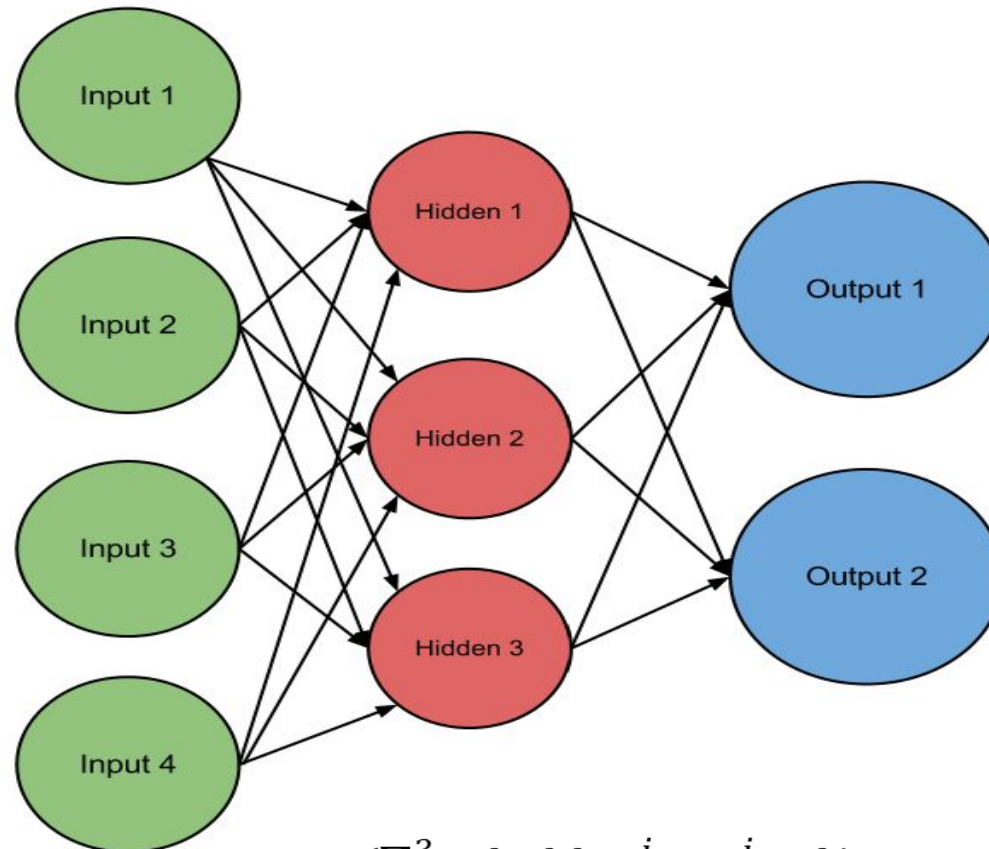 Input 1
Hidden 1
Output 1
Input 2
Hidden 2
Input 3
Output 2
Hidden 3
Input 4